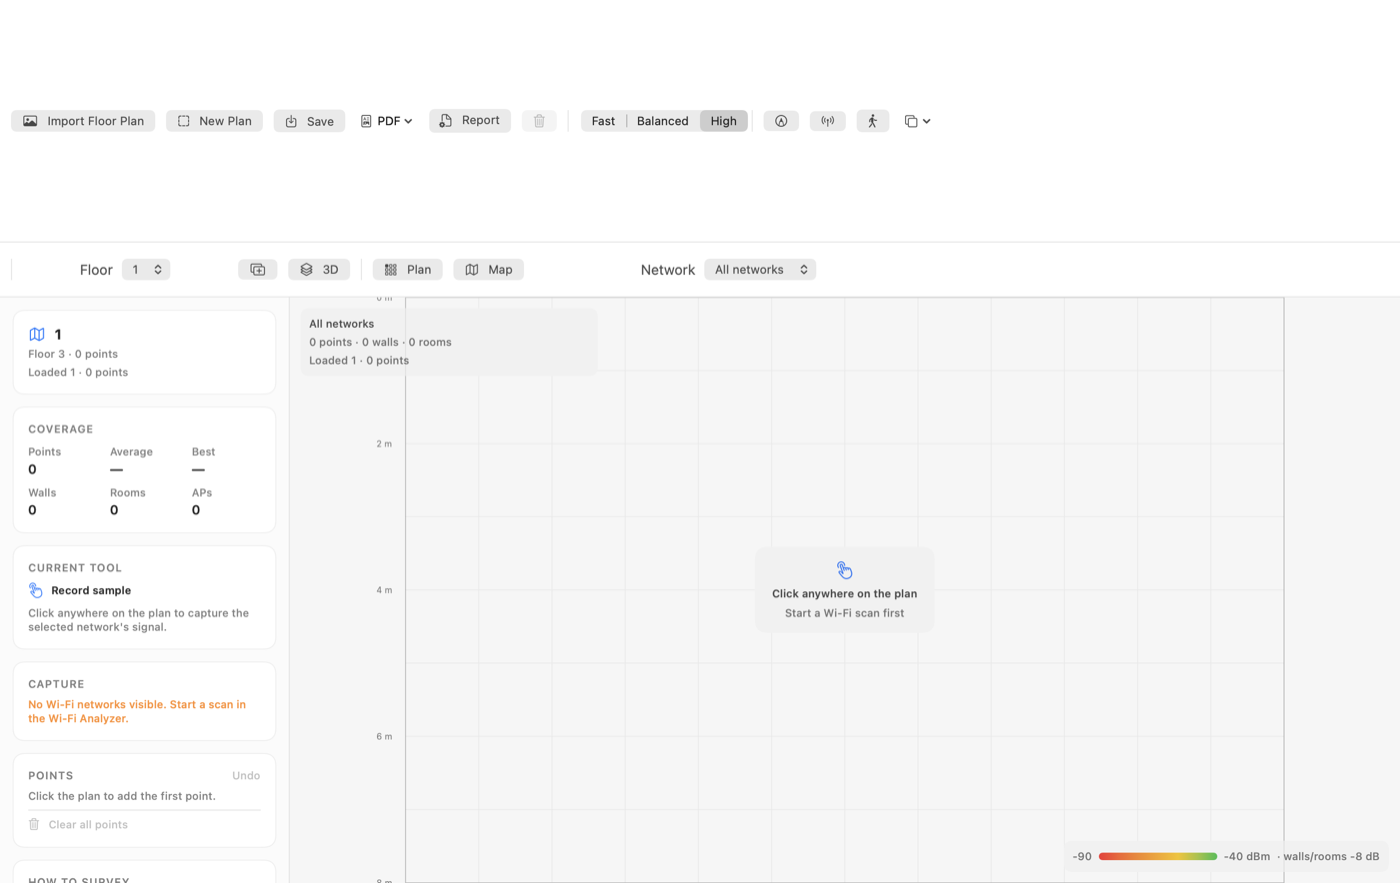 Import Floor Plan
New Plan
Save
PDF
Report
Fast
Balanced
High
Floor
1
3D
Plan
Map
Network
All networks
1
Floor 3 · 0 points
Loaded 1 · 0 points
COVERAGE
Points Average Best
0 — —
Walls Rooms APs
0 0 0
CURRENT TOOL
Record sample
Click anywhere on the plan to capture the
selected network's signal.
CAPTURE
No Wi-Fi networks visible. Start a scan in
the Wi-Fi Analyzer.
POINTS
Undo
Click the plan to add the first point.
Clear all points
HOW TO SURVEY
All networks
0 points · 0 walls · 0 rooms
Loaded 1 · 0 points
0 m
2 m
4 m
6 m
8 m
Click anywhere on the plan
Start a Wi-Fi scan first
-90
-40 dBm · walls/rooms -8 dB